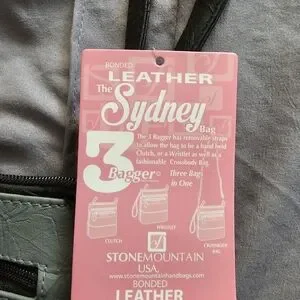 BONDED
LEATHER
The Sydney Bag
The 3 Bagger has removable straps
to allow the bag to be a hand held
Clutch, or a Wristlet as well as a
fashionable Crossbody Bag.
3 Bagger
Three Bags
in One
CLUTCH
WRISTLET
CROSSBODY
BAG
STONEMOUNTAIN
USA.
www.stonemountainhandbags.com
BONDED
LEATHER